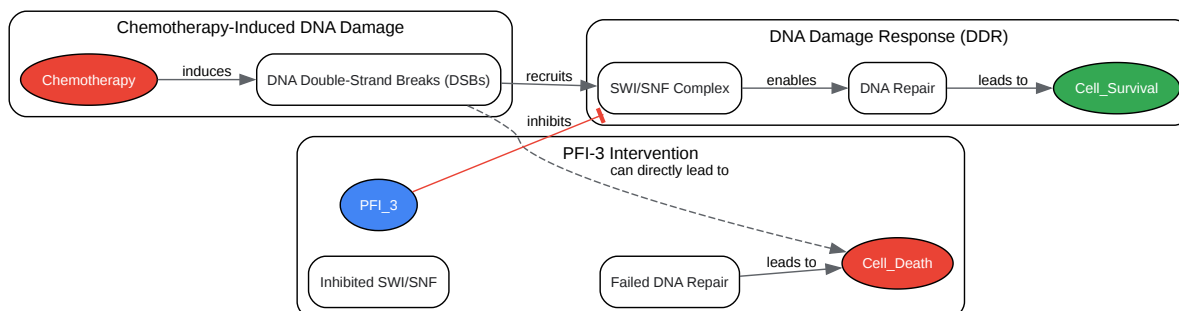 Chemotherapy-Induced DNA Damage
DNA Damage Response (DDR)
Chemotherapy
induces
DNA Double-Strand Breaks (DSBs)
recruits
SWI/SNF Complex
enables
DNA Repair
leads to
Cell_Survival
inhibits
PFI-3 Intervention
can directly lead to
PFI_3
Inhibited SWI/SNF
Failed DNA Repair
leads to
Cell_Death